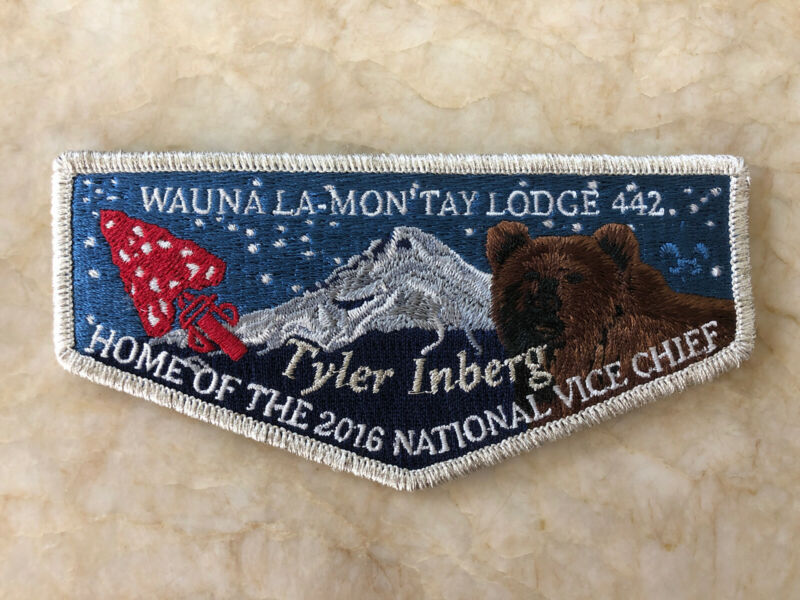 WAUNA LA-MON'TAY LODGE 442
Tyler Inberg
HOME OF THE 2016 NATIONAL VICE CHIEF